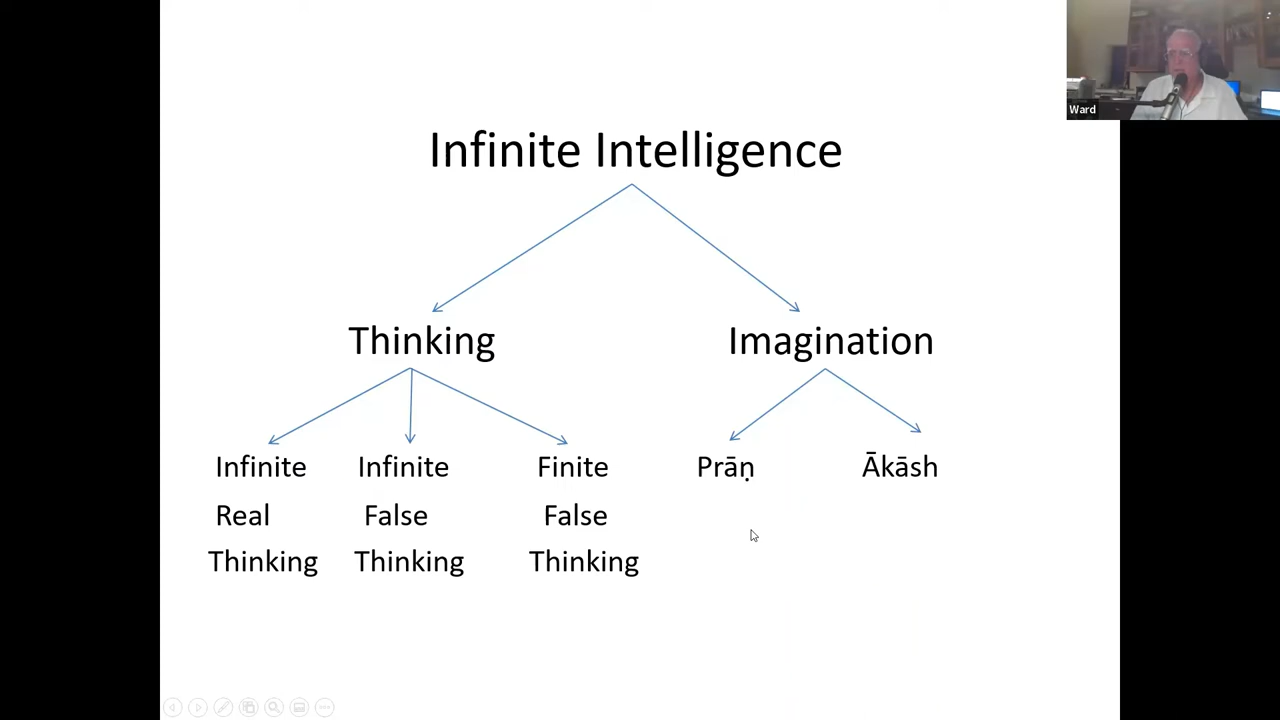 Ward
Infinite Intelligence
Thinking Imagination
Infinite Infinite Finite Prāṇ Ākāsh
Real False False
Thinking Thinking Thinking